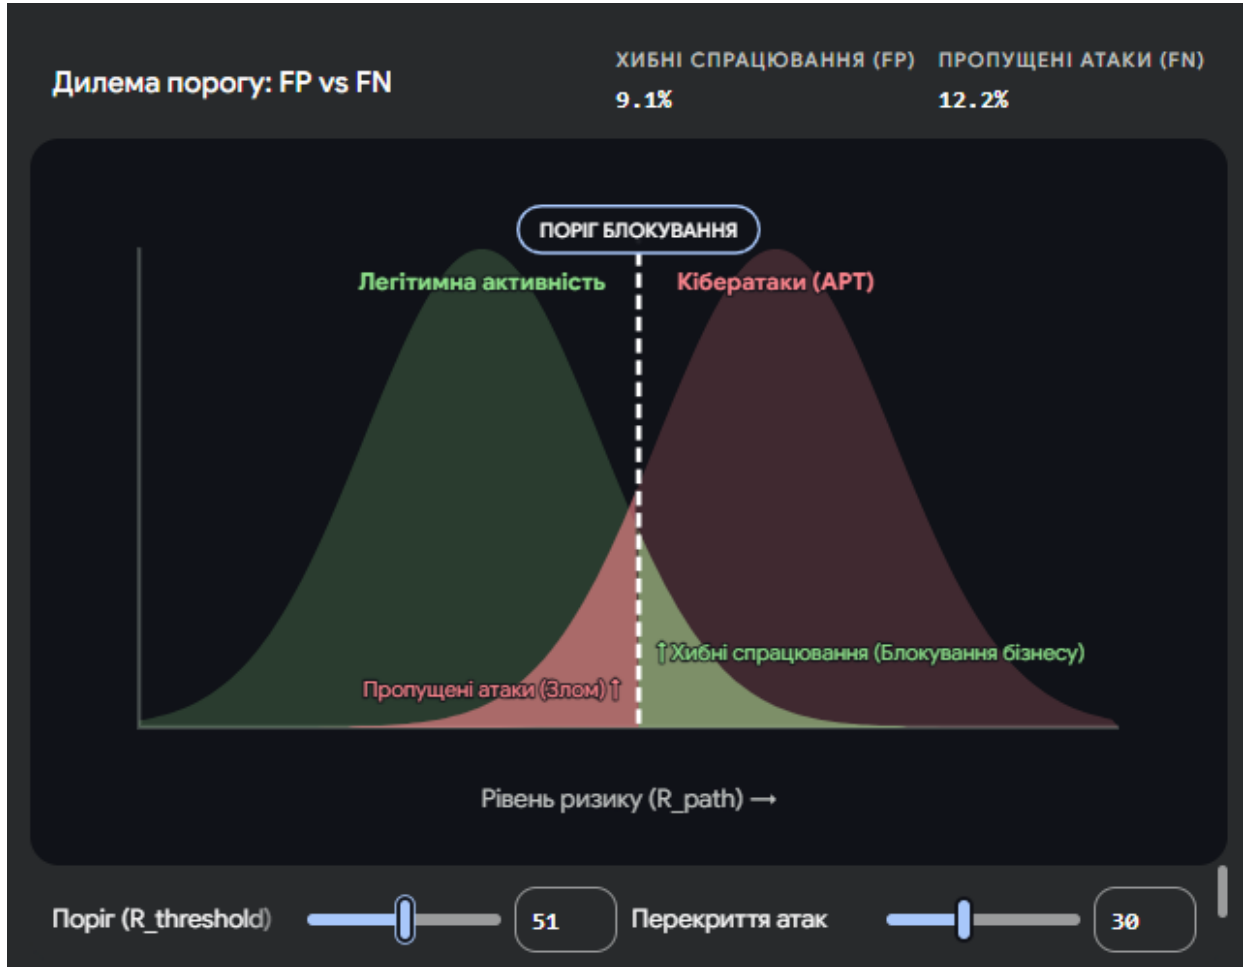 Дилема порогу: FP vs FN
ХИБНІ СПРАЦЮВАННЯ (FP)
9.1%
ПРОПУЩЕНІ АТАКИ (FN)
12.2%
ПОРІГ БЛОКУВАННЯ
Легітимна активність
Кібератаки (APT)
↑ Хибні спрацювання (Блокування бізнесу)
Пропущені атаки (Злом) ↑
Рівень ризику (R_path) →
Поріг (R_threshold)
51
Перекриття атак
30